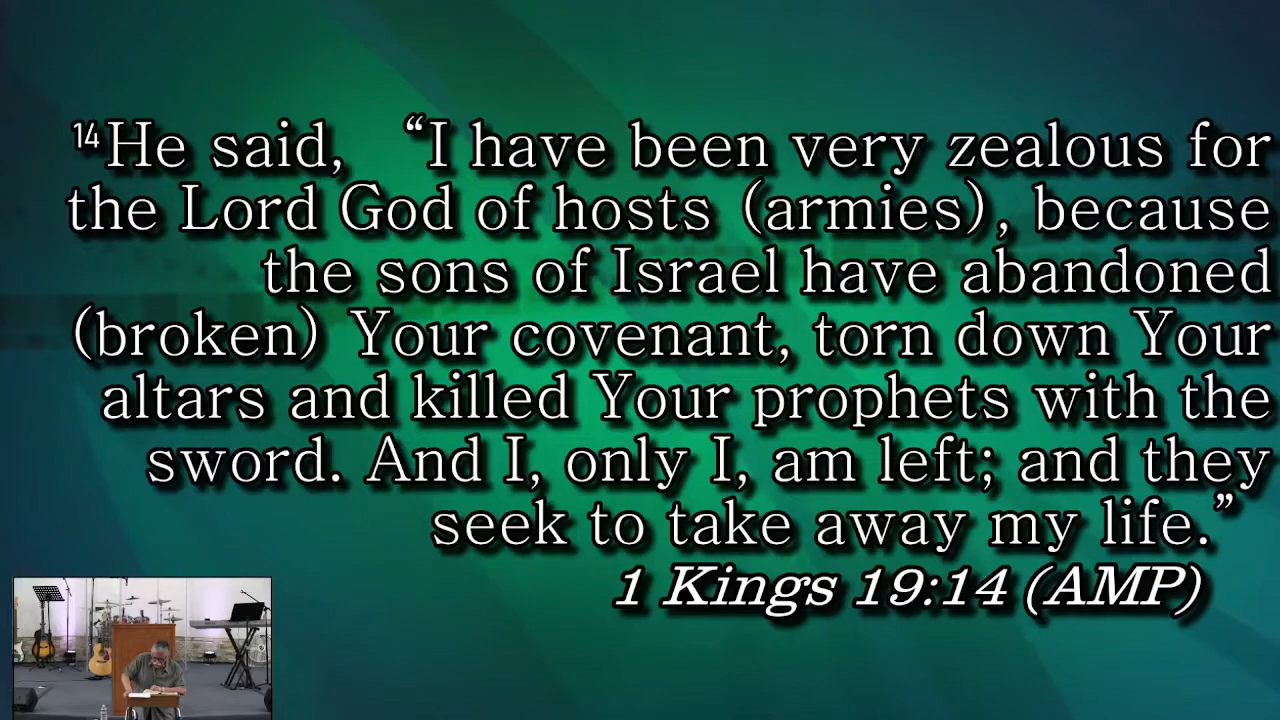 ¹⁴He said, “I have been very zealous for
the Lord God of hosts (armies), because
the sons of Israel have abandoned
(broken) Your covenant, torn down Your
altars and killed Your prophets with the
sword. And I, only I, am left; and they
seek to take away my life.”
1 Kings 19:14 (AMP)